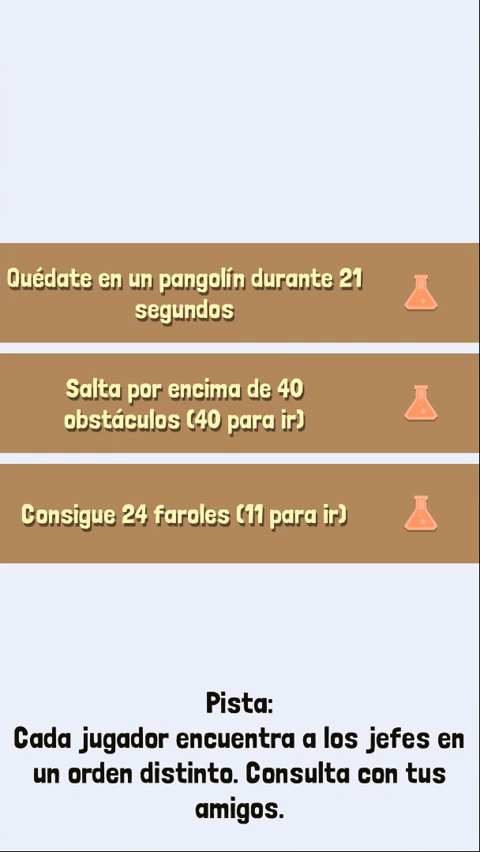 Quédate en un pangolín durante 21
segundos
Salta por encima de 40
obstáculos (40 para ir)
Consigue 24 faroles (11 para ir)
Pista:
Cada jugador encuentra a los jefes en
un orden distinto. Consulta con tus
amigos.